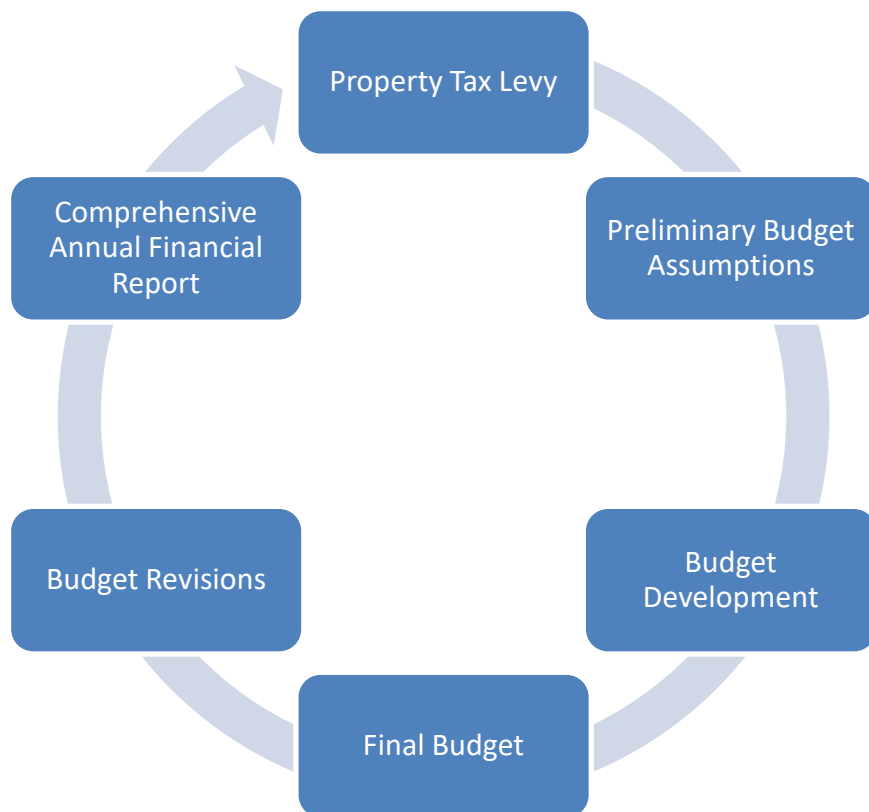 Property Tax Levy
Preliminary Budget
Assumptions
Budget
Development
Final Budget
Budget Revisions
Comprehensive
Annual Financial
Report